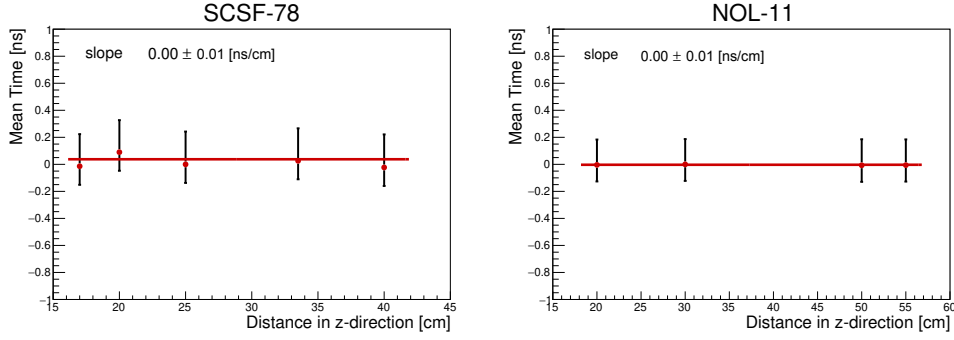 SCSF-78
Mean Time [ns]
slope 0.00 ± 0.01 [ns/cm]
1
0.8
0.6
0.4
0.2
0
−0.2
−0.4
−0.6
−0.8
−1
15 20 25 30 35 40 45
Distance in z-direction [cm]
NOL-11
Mean Time [ns]
slope 0.00 ± 0.01 [ns/cm]
1
0.8
0.6
0.4
0.2
0
−0.2
−0.4
−0.6
−0.8
−1
15 20 25 30 35 40 45 50 55 60
Distance in z-direction [cm]